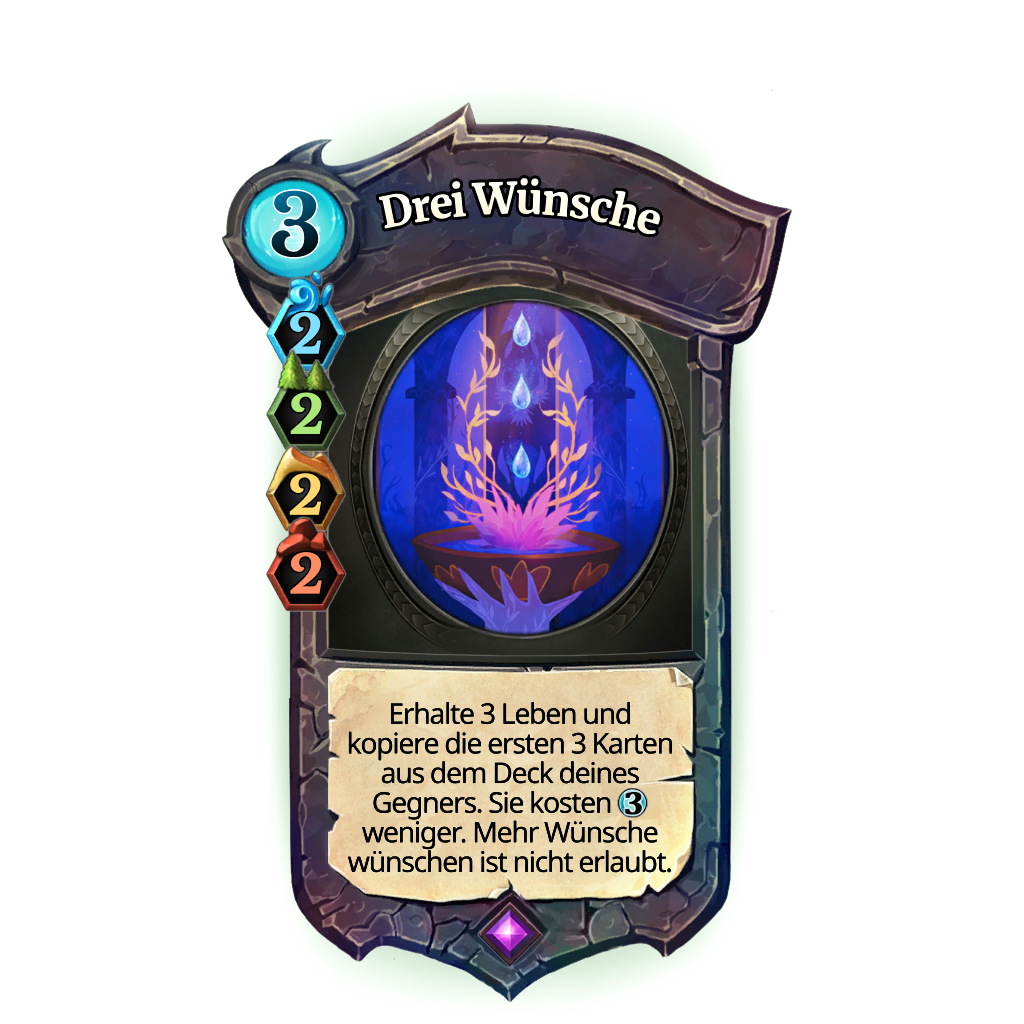 3
Drei Wünsche
2
2
2
2
Erhalte 3 Leben und
kopiere die ersten 3 Karten
aus dem Deck deines
Gegners. Sie kosten 3
weniger. Mehr Wünsche
wünschen ist nicht erlaubt.